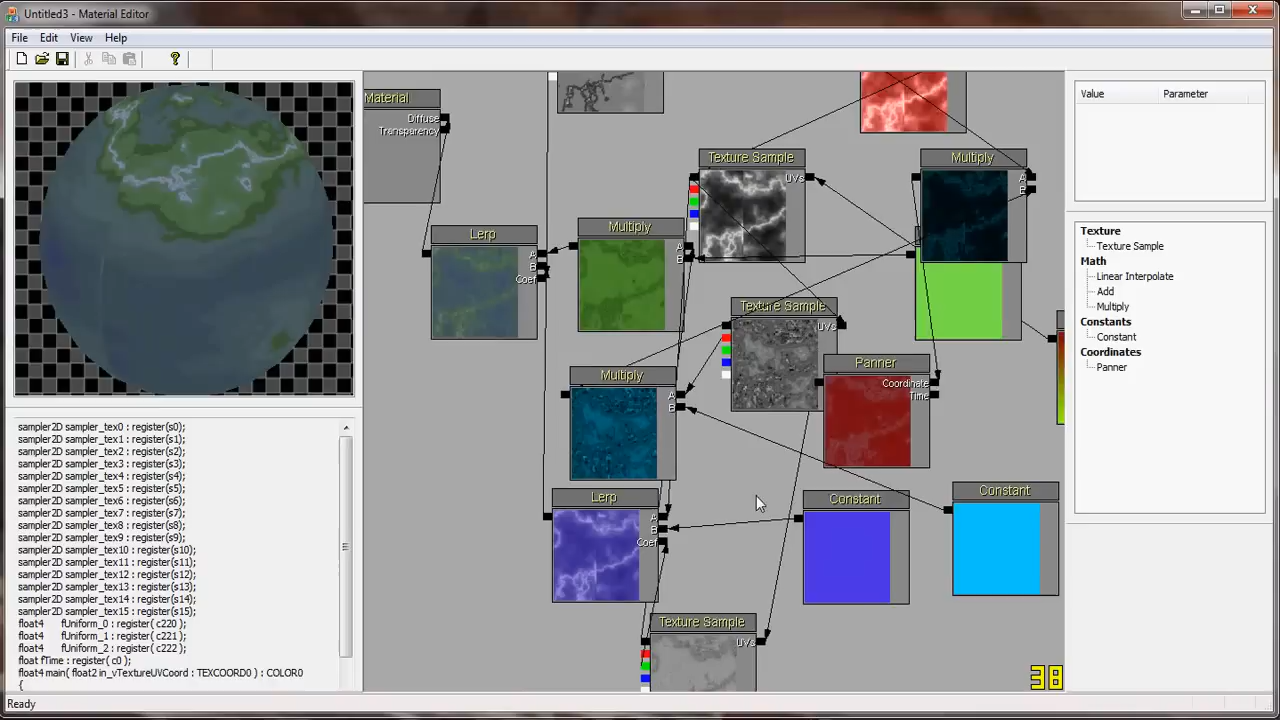 Untitled3 - Material Editor
File Edit View Help
Material
Diffuse
Transparency
Lerp
A
B
Coef
Multiply
A
B
Texture Sample
UVs
Multiply
A
B
Texture Sample
UVs
Panner
Coordinate
Time
Multiply
A
B
Lerp
A
B
Coef
Constant
Constant
Texture Sample
UVs
38
Value Parameter
Texture
Texture Sample
Math
Linear Interpolate
Add
Multiply
Constants
Constant
Coordinates
Panner
sampler2D sampler_tex0 : register(s0);
sampler2D sampler_tex1 : register(s1);
sampler2D sampler_tex2 : register(s2);
sampler2D sampler_tex3 : register(s3);
sampler2D sampler_tex4 : register(s4);
sampler2D sampler_tex5 : register(s5);
sampler2D sampler_tex6 : register(s6);
sampler2D sampler_tex7 : register(s7);
sampler2D sampler_tex8 : register(s8);
sampler2D sampler_tex9 : register(s9);
sampler2D sampler_tex10 : register(s10);
sampler2D sampler_tex11 : register(s11);
sampler2D sampler_tex12 : register(s12);
sampler2D sampler_tex13 : register(s13);
sampler2D sampler_tex14 : register(s14);
sampler2D sampler_tex15 : register(s15);
float4 fUniform_0 : register( c220 );
float4 fUniform_1 : register( c221 );
float4 fUniform_2 : register( c222 );
float fTime : register( c0 );
float4 main( float2 in_vTextureUVCoord : TEXCOORD0 ) : COLOR0
{
Ready